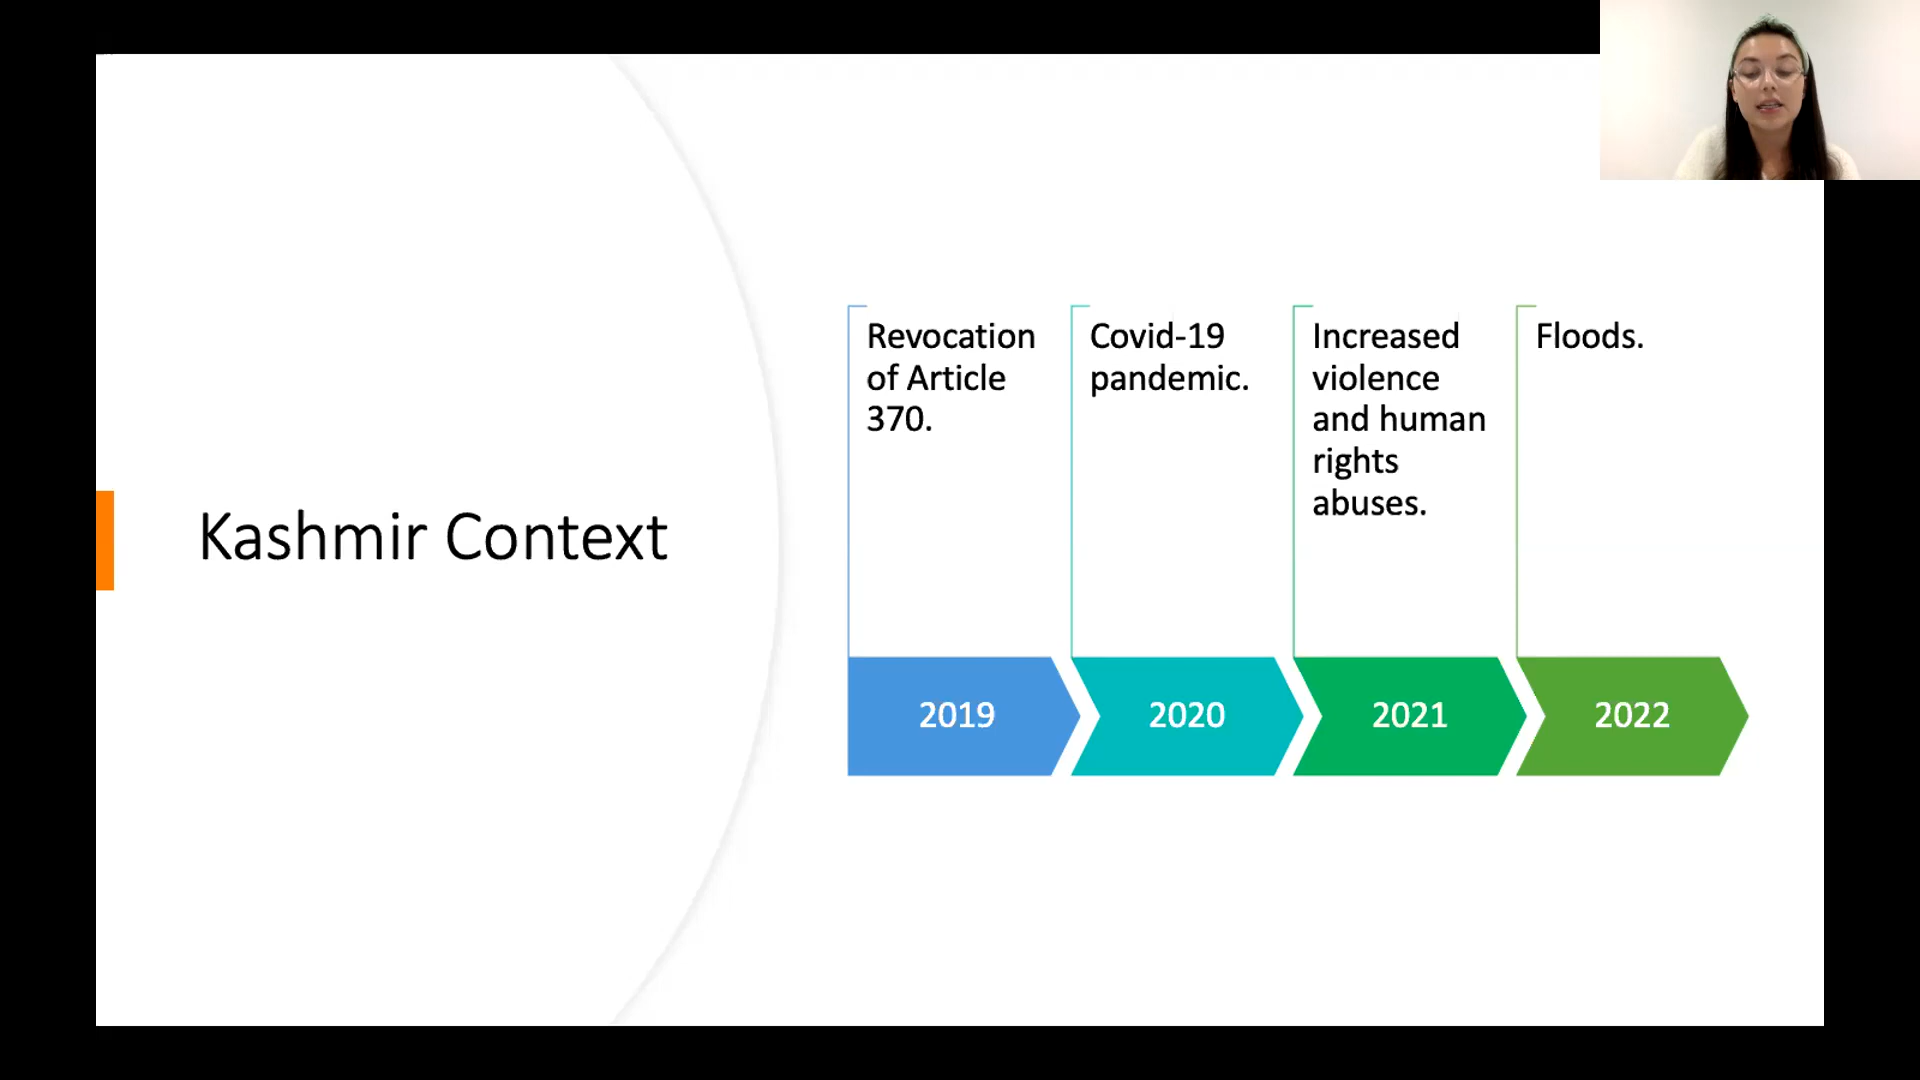 Kashmir Context
Revocation
of Article
370.
Covid-19
pandemic.
Increased
violence
and human
rights
abuses.
Floods.
2019
2020
2021
2022